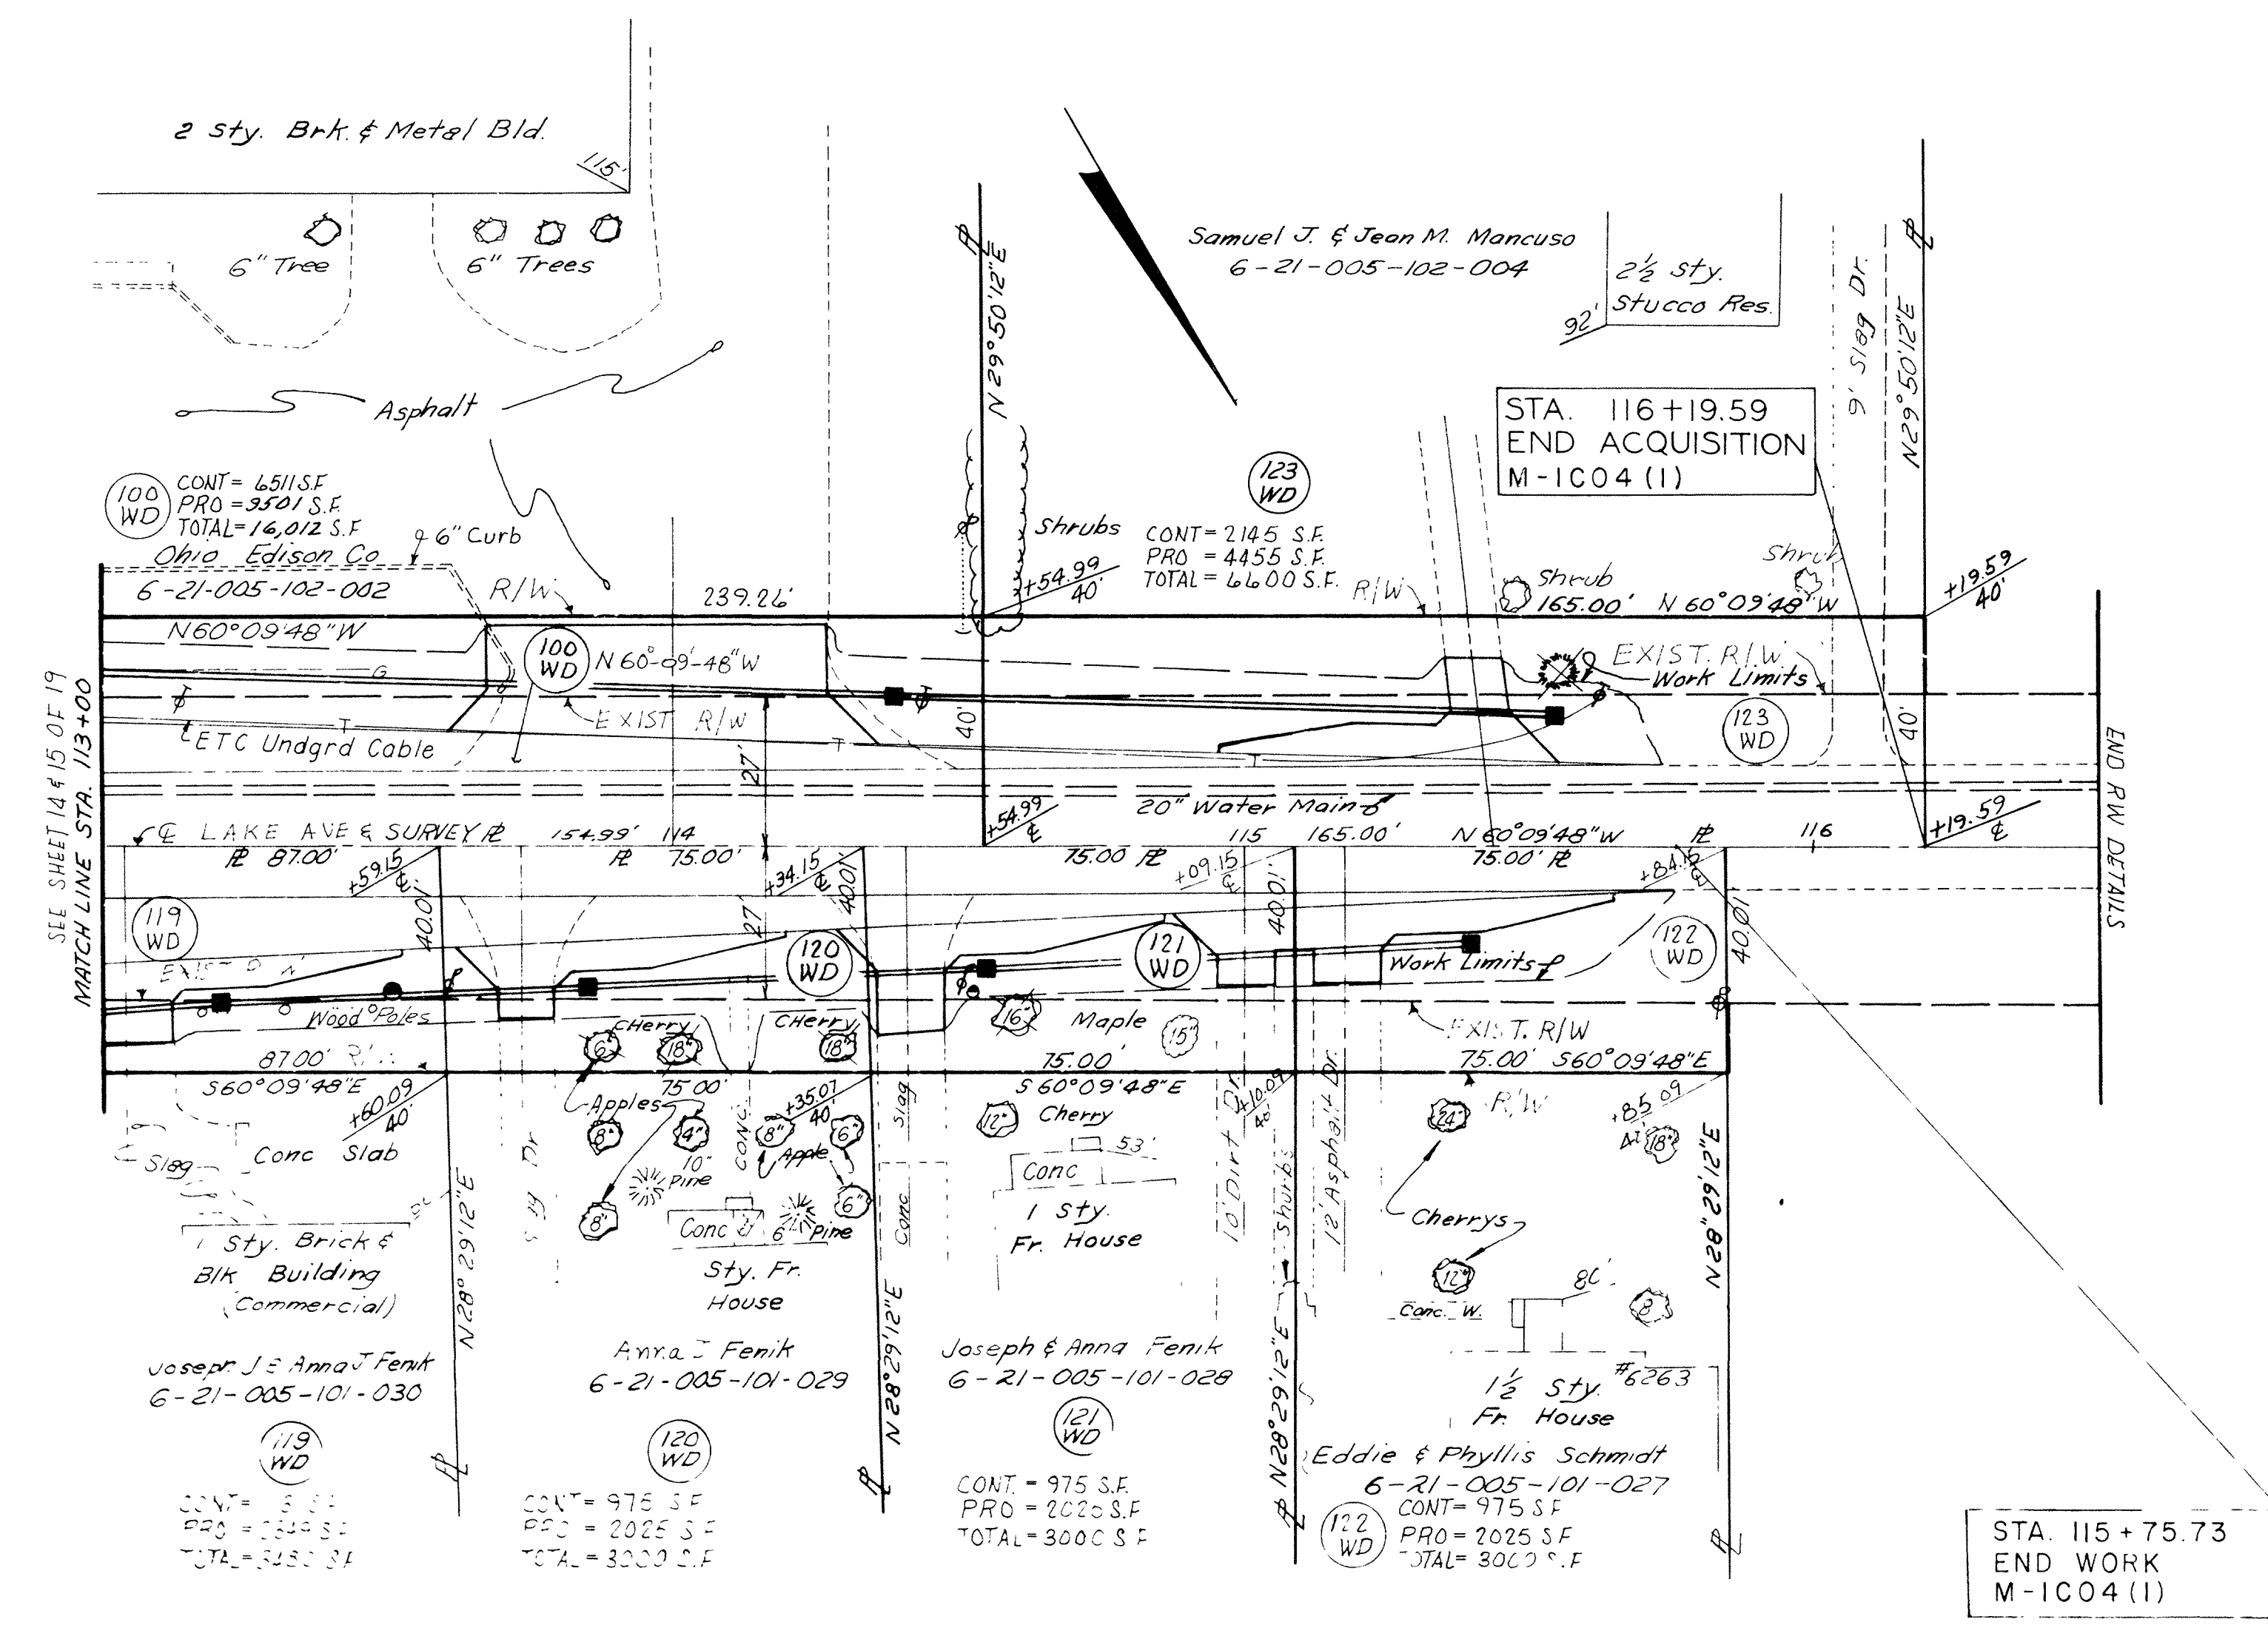 2 Sty. Brk. & Metal Bld.
115'
6" Tree
6" Trees
Asphalt
Samuel J. & Jean M. Mancuso
6-21-005-102-004
2½ Sty.
Stucco Res.
92'
9' Slag Dr.
N29°50'12"E
N29°50'12"E
STA. 116+19.59
END ACQUISITION
M-1C04(1)
100
WD
CONT= 6511 S.F
PRO =9501 S.F.
TOTAL=16,012 S.F
Ohio Edison Co
6-21-005-102-002
6" Curb
Shrubs
123
WD
CONT= 2145 S.F.
PRO = 4455 S.F.
TOTAL= 6600 S.F.
R/W
239.26'
+54.99
40'
R/W
Shrub
Shrub
165.00' N 60°09'48"W
+19.59
40'
N60°09'48"W
100
WD
N 60°-09'-48"W
EXIST. R/W
Work Limits
G
EXIST R/W
ETC Undgrd Cable
T
T
T
27'
40'
123
WD
40'
SEE SHEET 14 & 15 OF 19
MATCH LINE STA. 113+00
END RW DETAILS
20" Water Main
+54.99
℄
+19.59
℄
℄ LAKE AVE & SURVEY ⅊ 154.99' 114
115 165.00' N 60°09'48"W ⅊ 116
⅊ 87.00'
⅊ 75.00'
75.00 ⅊
75.00' ⅊
+59.15
℄
+34.15
℄
+09.15
℄
+84.15
℄
40.01'
40.01'
40.01'
40.01
27'
119
WD
120
WD
121
WD
122
WD
Work Limits
Wood Poles
CHerry
CHerry
6"
18"
18"
16"
Maple
15"
EXIST. R/W
87.00' R/W
S60°09'48"E
75.00'
75.00'
S 60°09'48"E
75.00' S60°09'48"E
+60.09
40'
+35.07
40'
+10.09
+85.09
R/W
Apples
8"
4"
8"
6"
Apple
10"
Pine
8"
6"
6"
Pine
CONC.
Conc
Slag
Conc
12"
Cherry
53'
Conc
10' Dirt Dr.
Shurbs
12' Asphalt Dr.
24"
18"
Cherrys
12"
8"
Conc. W.
Slag
Conc Slab
1 Sty. Brick &
Blk Building
(Commercial)
Sty. Fr.
House
1 Sty.
Fr. House
1½ Sty. #6263
Fr. House
N28°29'12"E
N28°29'12"E
N28°29'12"E
N28°29'12"E
Joseph J & Anna J Fenik
6-21-005-101-030
Anna J Fenik
6-21-005-101-029
Joseph & Anna Fenik
6-21-005-101-028
Eddie & Phyllis Schmidt
6-21-005-101-027
119
WD
120
WD
CONT= 975 S F
PRO = 2025 S F
TOTAL= 3000 S.F
121
WD
CONT. = 975 S.F.
PRO = 2025 S.F
TOTAL= 3000 S F
122
WD
CONT= 975 S F
PRO= 2025 S F
TOTAL= 3000 S.F
STA. 115+75.73
END WORK
M-1C04(1)